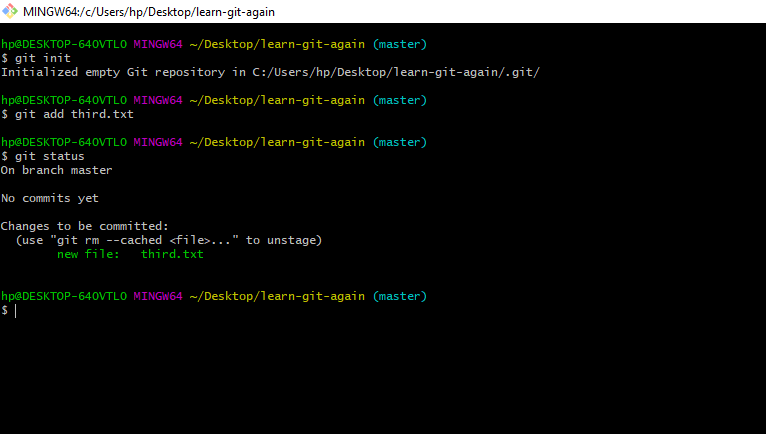 MINGW64:/c/Users/hp/Desktop/learn-git-again
hp@DESKTOP-64OVTLO MINGW64 ~/Desktop/learn-git-again (master)
$ git init
Initialized empty Git repository in C:/Users/hp/Desktop/learn-git-again/.git/
hp@DESKTOP-64OVTLO MINGW64 ~/Desktop/learn-git-again (master)
$ git add third.txt
hp@DESKTOP-64OVTLO MINGW64 ~/Desktop/learn-git-again (master)
$ git status
On branch master
No commits yet
Changes to be committed:
  (use "git rm --cached <file>..." to unstage)
        new file:   third.txt
hp@DESKTOP-64OVTLO MINGW64 ~/Desktop/learn-git-again (master)
$